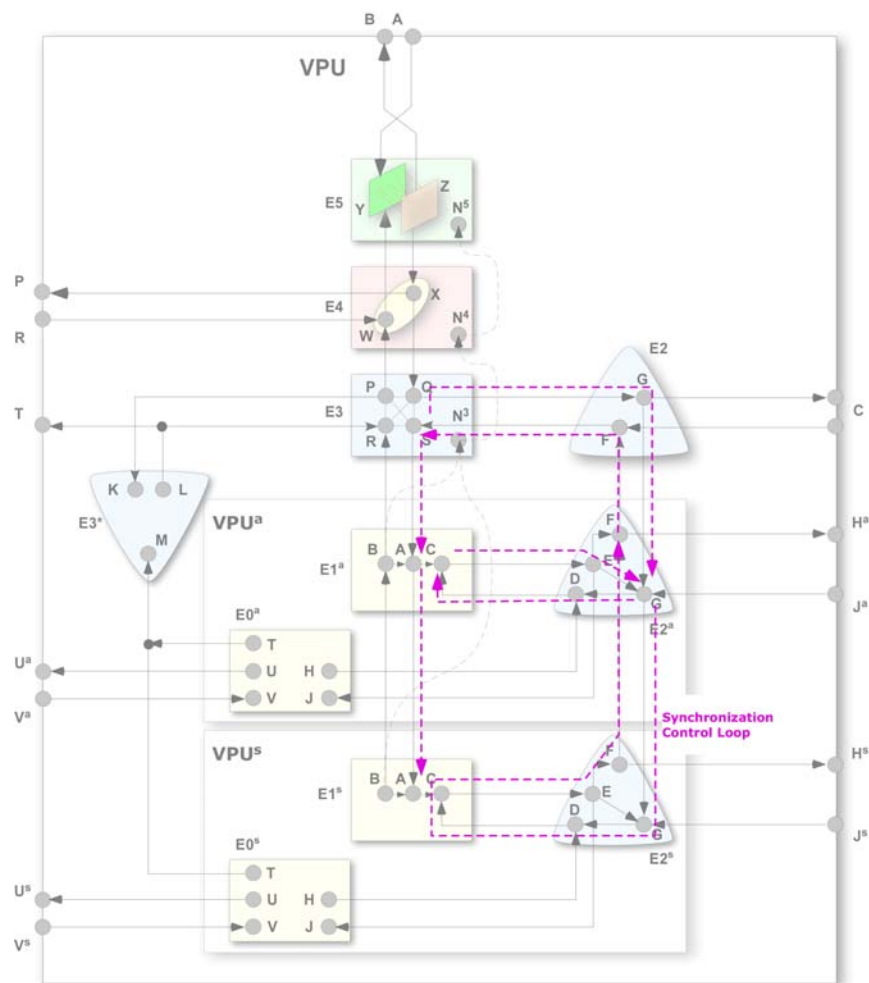 B A
VPU
Z
E5
Y
N⁵
P
X
E4
N⁴
R
W
E2
P Q
G
E3
N³
T
C
R S
F
K L
E3*
VPUᵃ
M
F
Hᵃ
B A C
E
E1ᵃ
D
G
E0ᵃ
E2ᵃ
Jᵃ
T
Uᵃ
U H
V J
Vᵃ
Synchronization
Control Loop
VPUˢ
F
Hˢ
B A C
E
E1ˢ
D
G
Jˢ
E0ˢ
E2ˢ
T
Uˢ
U H
V J
Vˢ